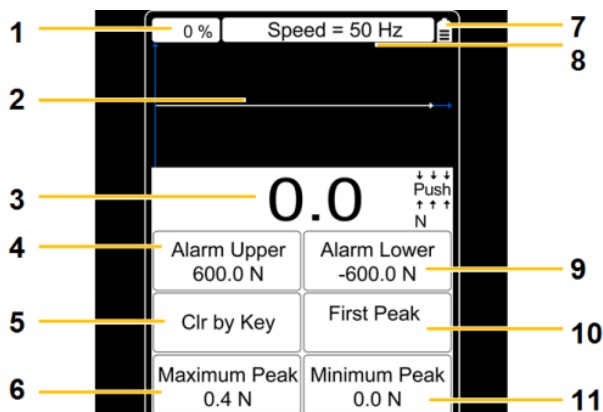 1
0 %
Speed = 50 Hz
7
8
2
3
0.0
Push
N
4
Alarm Upper
600.0 N
Alarm Lower
-600.0 N
9
5
Clr by Key
First Peak
10
6
Maximum Peak
0.4 N
Minimum Peak
0.0 N
11